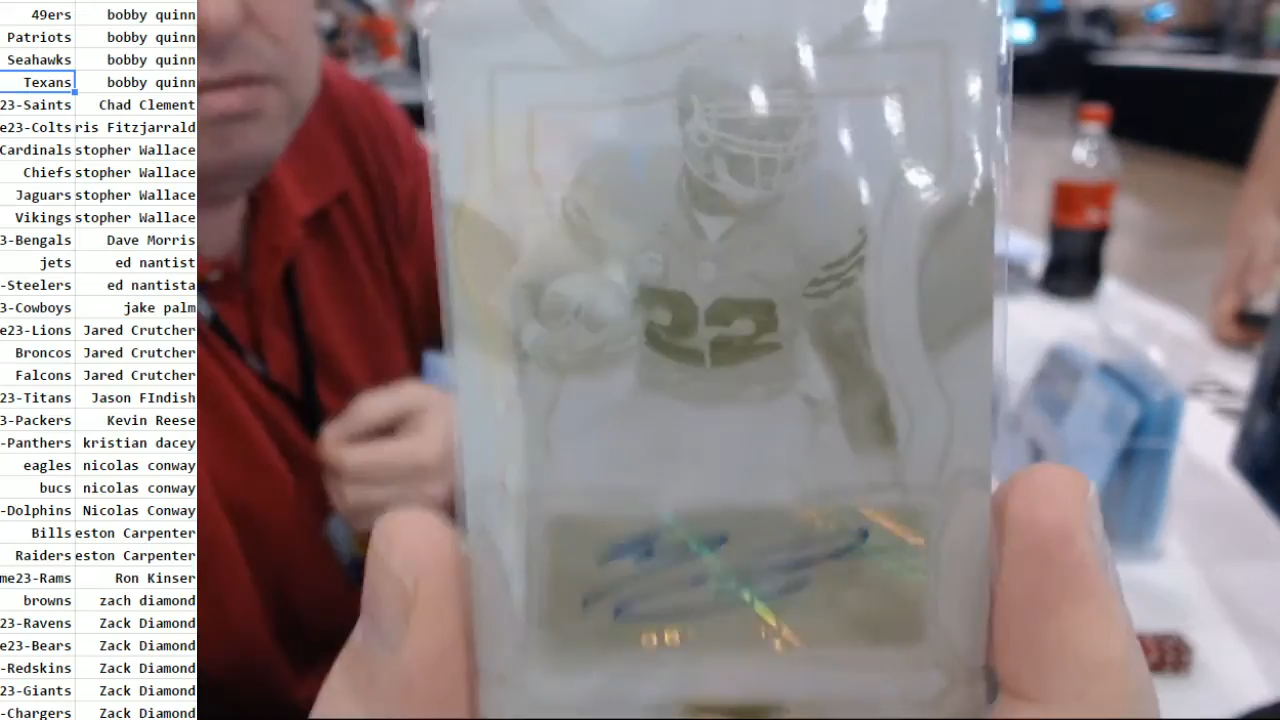 49ers bobby quinn
Patriots bobby quinn
Seahawks bobby quinn
Texans bobby quinn
23-Saints Chad Clement
e23-Colts ris Fitzjarrald
Cardinals stopher Wallace
Chiefs stopher Wallace
Jaguars stopher Wallace
Vikings stopher Wallace
3-Bengals Dave Morris
jets ed nantist
-Steelers ed nantista
3-Cowboys jake palm
e23-Lions Jared Crutcher
Broncos Jared Crutcher
Falcons Jared Crutcher
23-Titans Jason FIndish
3-Packers Kevin Reese
-Panthers kristian dacey
eagles nicolas conway
bucs nicolas conway
-Dolphins Nicolas Conway
Bills eston Carpenter
Raiders eston Carpenter
me23-Rams Ron Kinser
browns zach diamond
23-Ravens Zack Diamond
e23-Bears Zack Diamond
-Redskins Zack Diamond
23-Giants Zack Diamond
-Chargers Zack Diamond
22